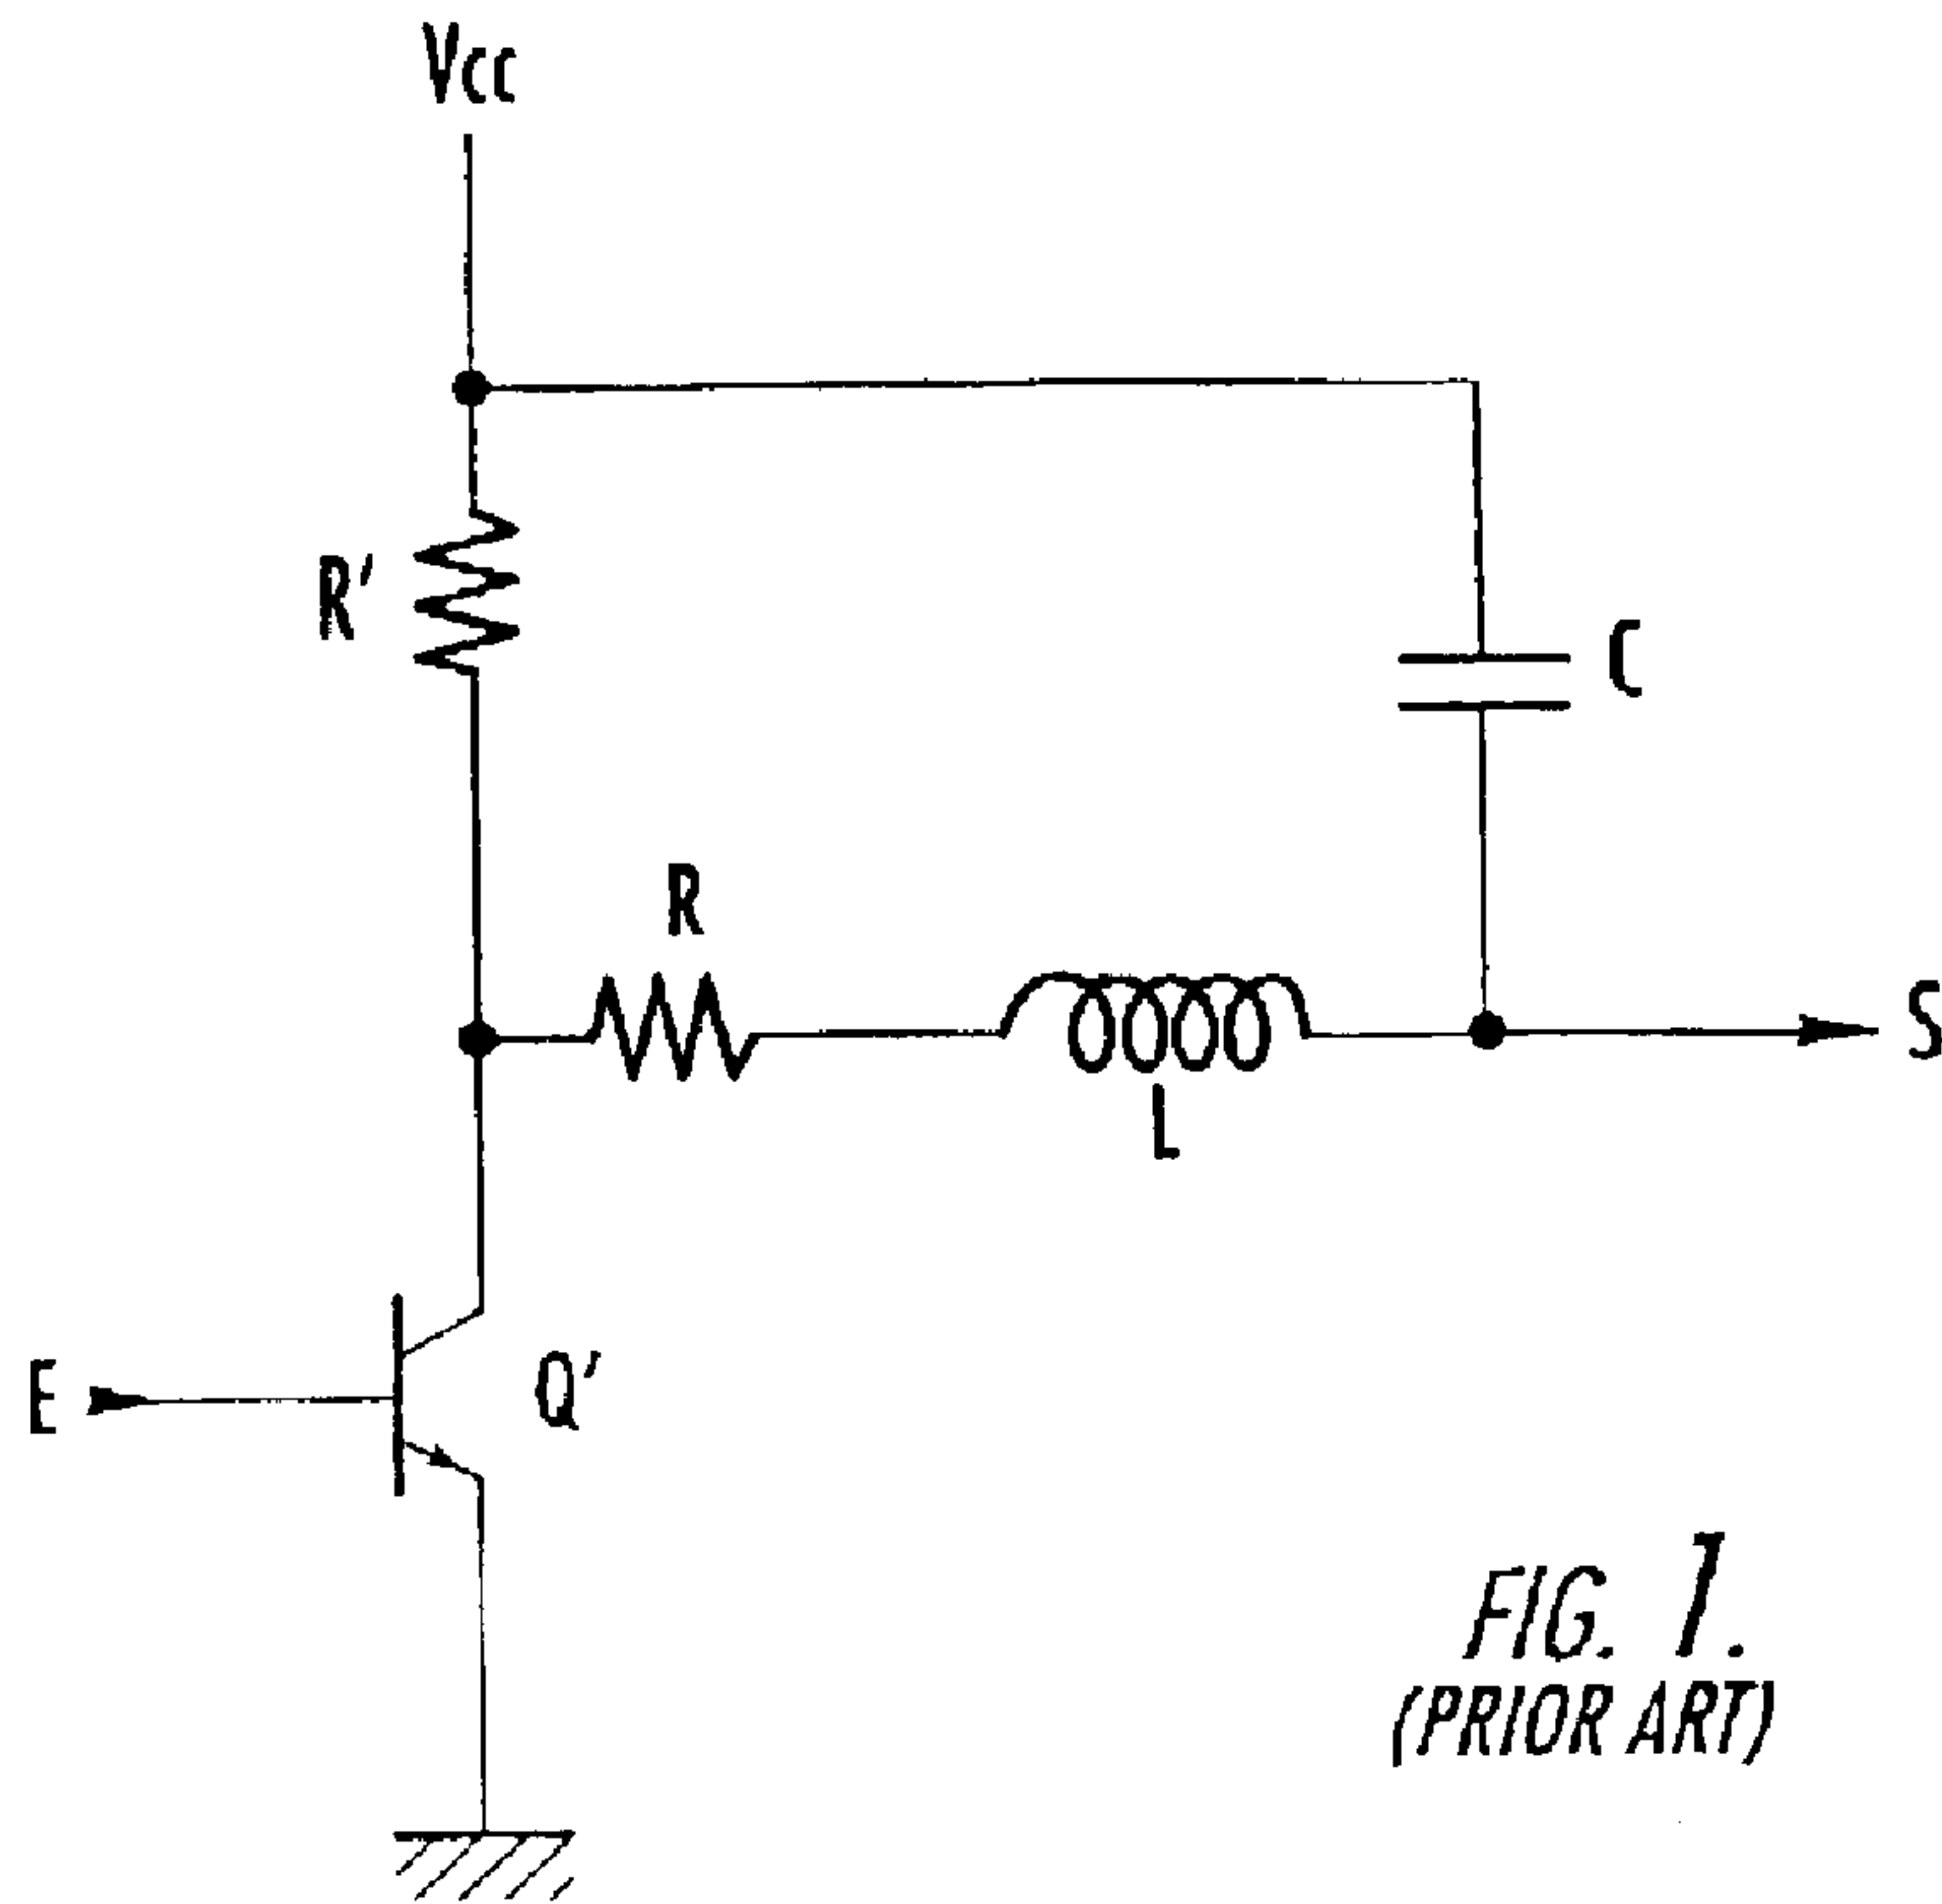 Vcc
R'
C
R
L
S
E
Q'
FIG. 1.
(PRIOR ART)